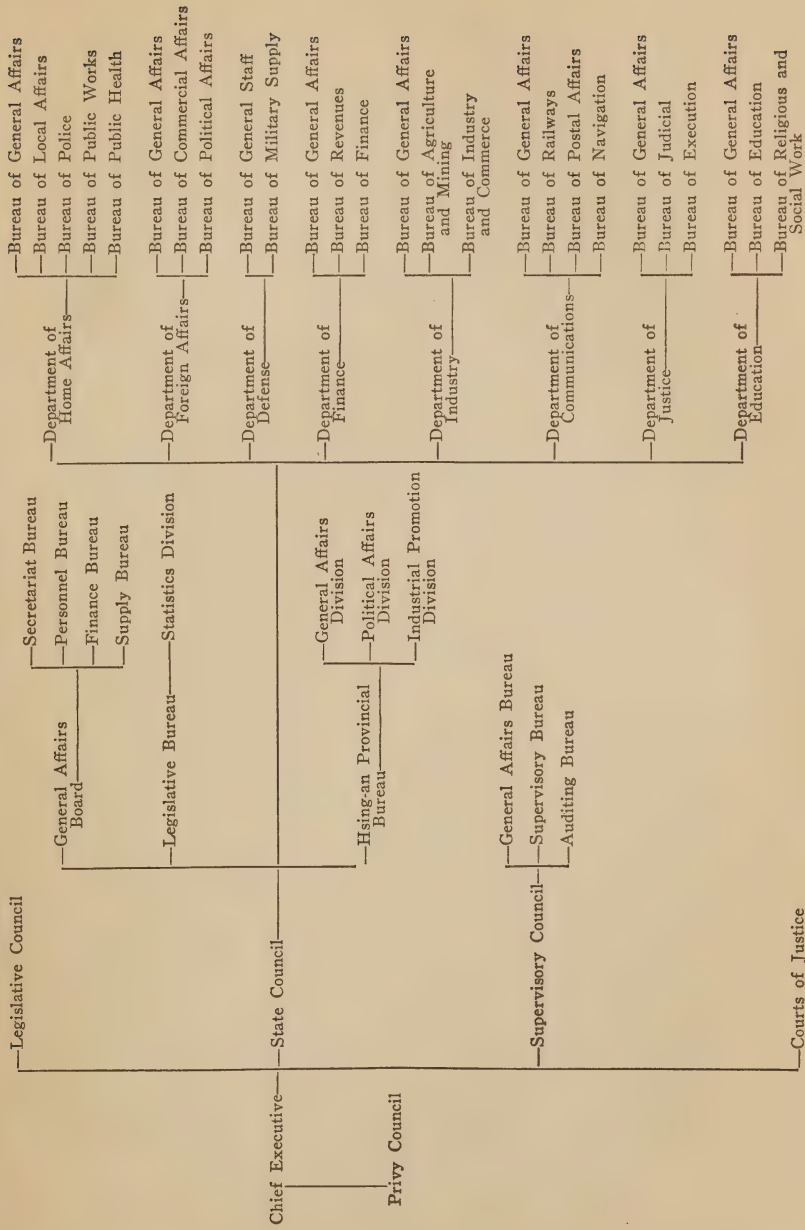 Chief Executive
Privy Council
Legislative Council
State Council
Supervisory Council
Courts of Justice
General Affairs
Board
Secretariat Bureau
Personnel Bureau
Finance Bureau
Supply Bureau
Legislative Bureau
Statistics Division
Hsing-an Provincial
Bureau
General Affairs
Division
Political Affairs
Division
Industrial Promotion
Division
General Affairs Bureau
Supervisory Bureau
Auditing Bureau
Department of
Home Affairs
Bureau of General Affairs
Bureau of Local Affairs
Bureau of Police
Bureau of Public Works
Bureau of Public Health
Department of
Foreign Affairs
Bureau of General Affairs
Bureau of Commercial Affairs
Bureau of Political Affairs
Department of
Defense
Bureau of General Staff
Bureau of Military Supply
Department of
Finance
Bureau of General Affairs
Bureau of Revenues
Bureau of Finance
Department of
Industry
Bureau of General Affairs
Bureau of Agriculture
and Mining
Bureau of Industry
and Commerce
Department of
Communications
Bureau of General Affairs
Bureau of Railways
Bureau of Postal Affairs
Bureau of Navigation
Department of
Justice
Bureau of General Affairs
Bureau of Judicial
Bureau of Execution
Department of
Education
Bureau of General Affairs
Bureau of Education
Bureau of Religious and
Social Work